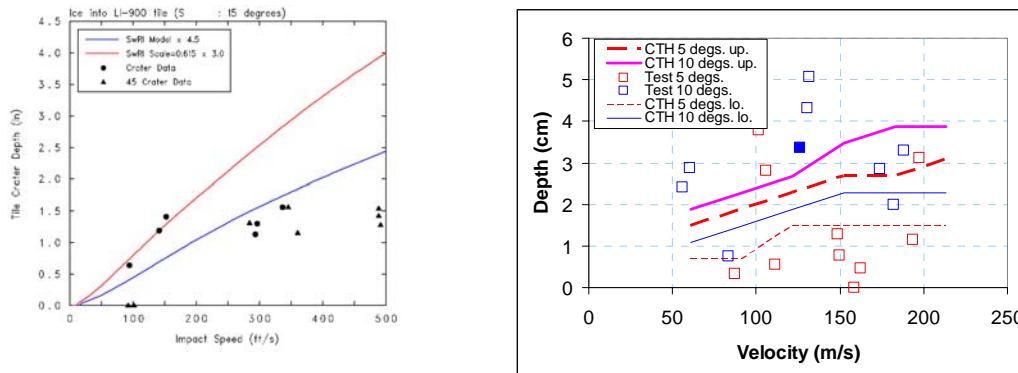 Ice into LI-900 tile (S : 15 degrees)
4.5
4.0
3.5
3.0
2.5
2.0
1.5
1.0
0.5
0.0
Tile Crater Depth (in)
SwRI Model x 4.5
SwRI Scale=0.615 x 3.0
Crater Data
45 Crater Data
0
100
200
300
400
500
Impact Speed (ft/s)
6
5
4
3
2
1
0
Depth (cm)
CTH 5 degs. up.
CTH 10 degs. up.
Test 5 degs.
Test 10 degs.
CTH 5 degs. lo.
CTH 10 degs. lo.
0
50
100
150
200
250
Velocity (m/s)